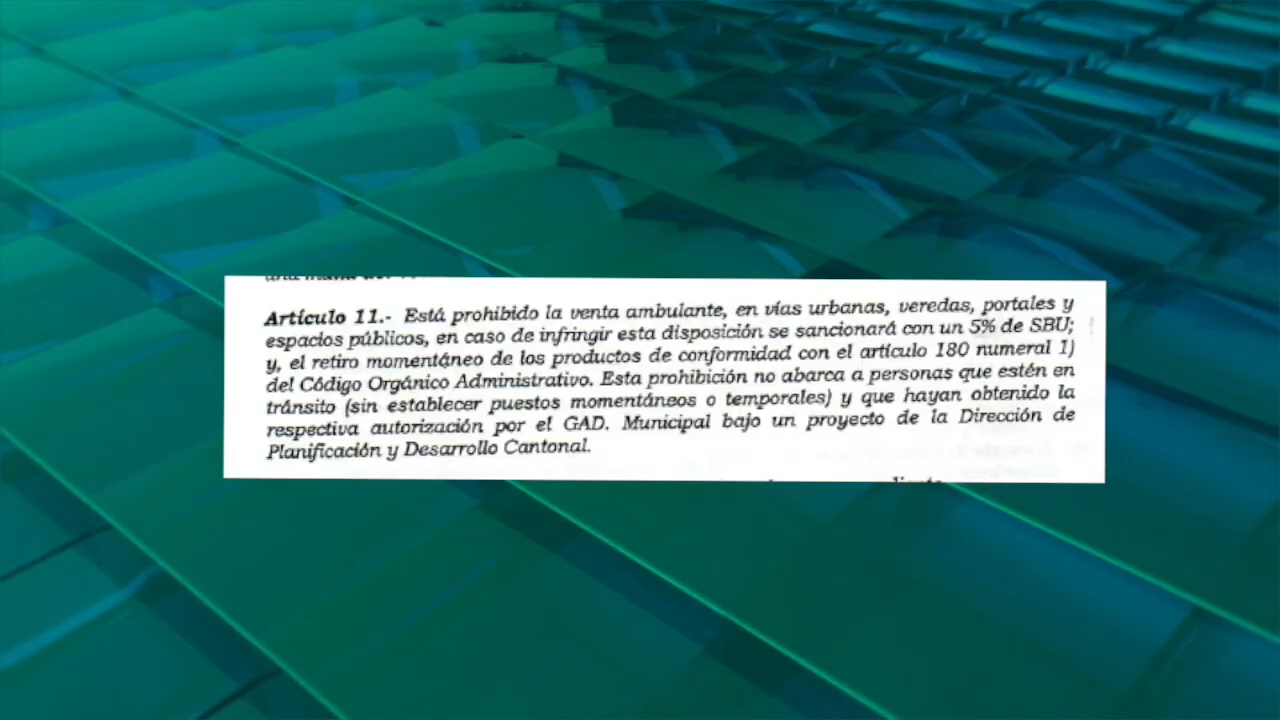 Artículo 11.- Está prohibido la venta ambulante, en vías urbanas, veredas, portales y
espacios públicos, en caso de infringir esta disposición se sancionará con un 5% de SBU;
y, el retiro momentáneo de los productos de conformidad con el artículo 180 numeral 1)
del Código Orgánico Administrativo. Esta prohibición no abarca a personas que estén en
tránsito (sin establecer puestos momentáneos o temporales) y que hayan obtenido la
respectiva autorización por el GAD. Municipal bajo un proyecto de la Dirección de
Planificación y Desarrollo Cantonal.